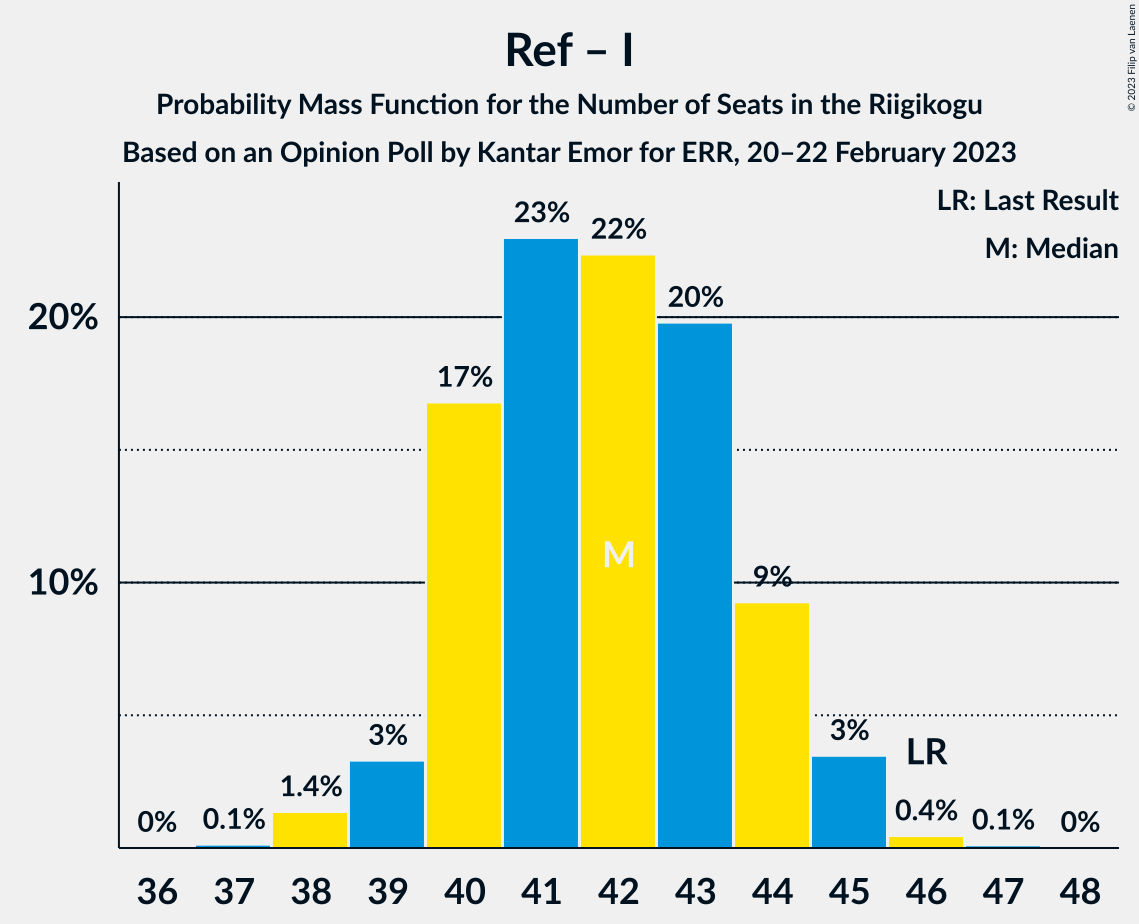 Ref – I
Probability Mass Function for the Number of Seats in the Riigikogu
Based on an Opinion Poll by Kantar Emor for ERR, 20–22 February 2023
© 2023 Filip van Laenen
LR: Last Result
M: Median
20%
10%
0%
0.1%
1.4%
3%
17%
23%
22%
20%
9%
3%
0.4%
0.1%
0%
M
LR
36 37 38 39 40 41 42 43 44 45 46 47 48